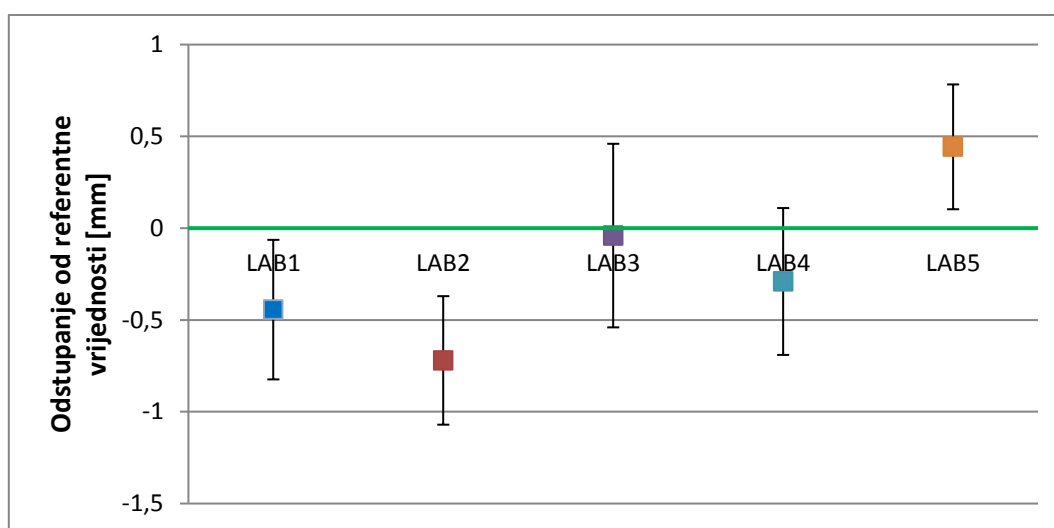 Odstupanje od referentne
vrijednosti [mm]
1
0,5
0
-0,5
-1
-1,5
LAB1
LAB2
LAB3
LAB4
LAB5